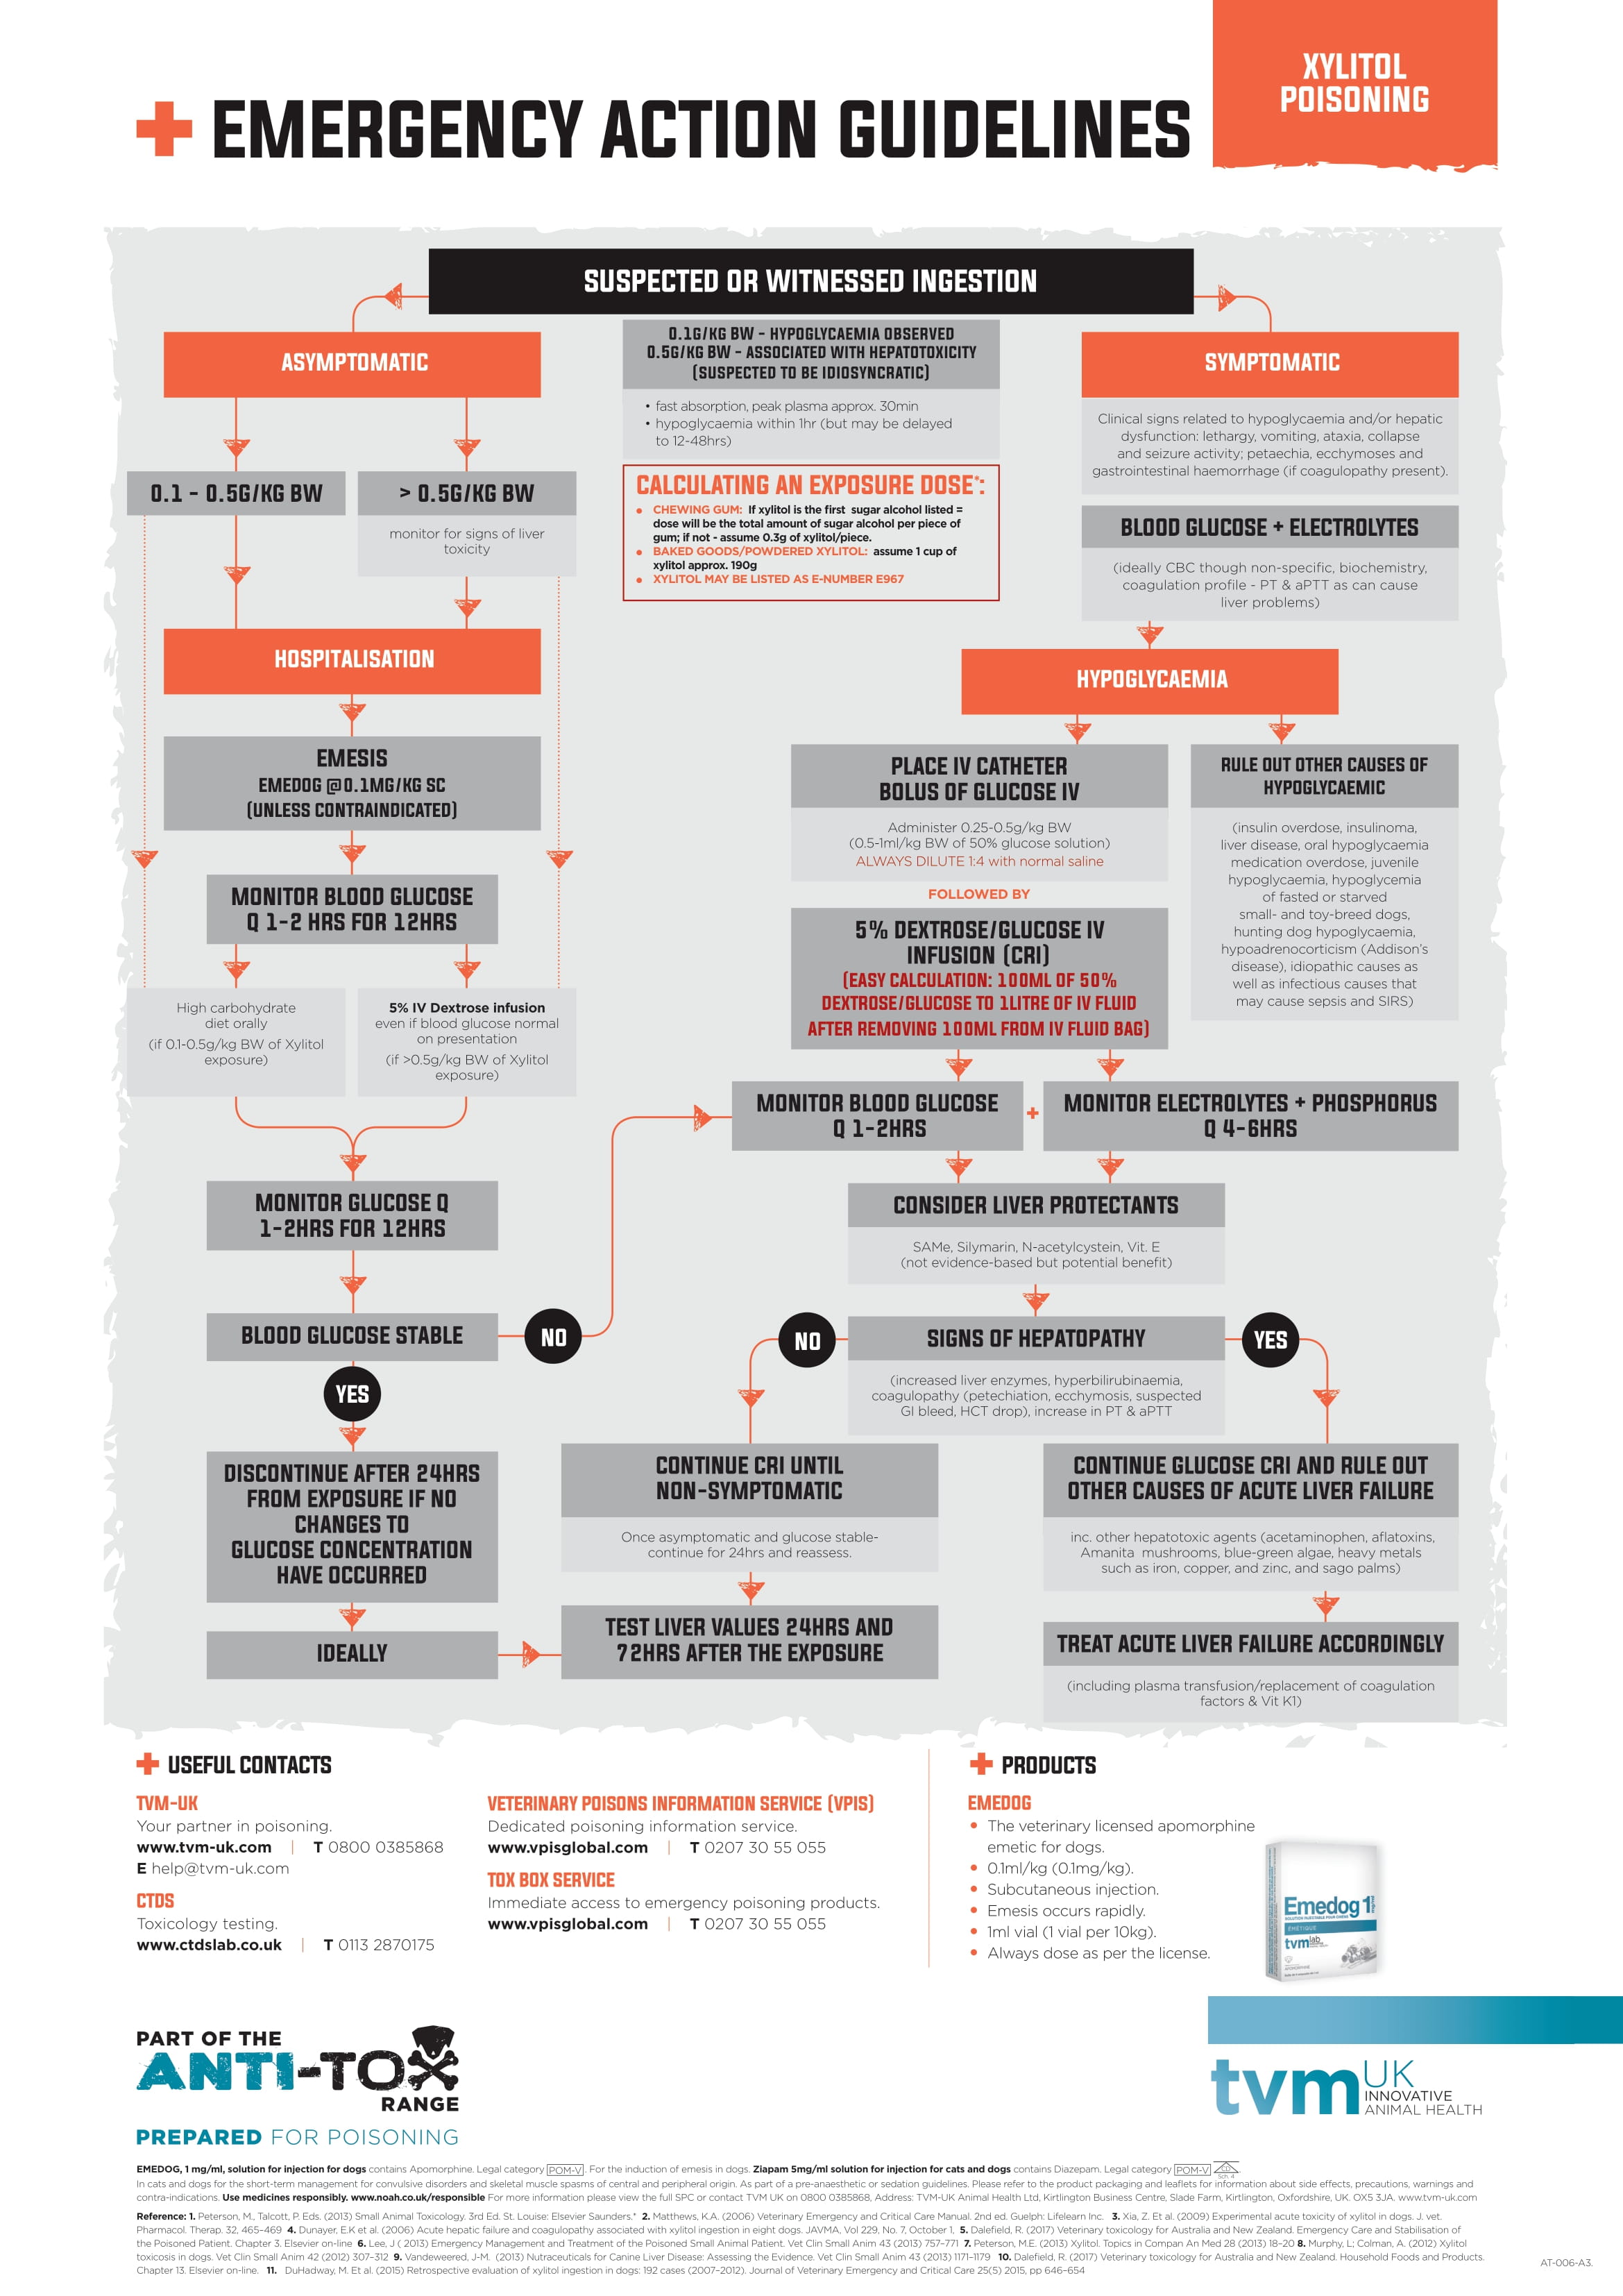 XYLITOL
POISONING
EMERGENCY ACTION GUIDELINES
SUSPECTED OR WITNESSED INGESTION
ASYMPTOMATIC
0.1G/KG BW - HYPOGLYCAEMIA OBSERVED
0.5G/KG BW - ASSOCIATED WITH HEPATOTOXICITY
(SUSPECTED TO BE IDIOSYNCRATIC)
• fast absorption, peak plasma approx. 30min
• hypoglycaemia within 1hr (but may be delayed
to 12-48hrs)
SYMPTOMATIC
Clinical signs related to hypoglycaemia and/or hepatic
dysfunction: lethargy, vomiting, ataxia, collapse
and seizure activity; petaechia, ecchymoses and
gastrointestinal haemorrhage (if coagulopathy present).
0.1 - 0.5G/KG BW
> 0.5G/KG BW
monitor for signs of liver
toxicity
CALCULATING AN EXPOSURE DOSE*:
• CHEWING GUM: If xylitol is the first sugar alcohol listed =
dose will be the total amount of sugar alcohol per piece of
gum; if not - assume 0.3g of xylitol/piece.
• BAKED GOODS/POWDERED XYLITOL: assume 1 cup of
xylitol approx. 190g
• XYLITOL MAY BE LISTED AS E-NUMBER E967
BLOOD GLUCOSE + ELECTROLYTES
(ideally CBC though non-specific, biochemistry,
coagulation profile - PT & aPTT as can cause
liver problems)
HOSPITALISATION
HYPOGLYCAEMIA
EMESIS
EMEDOG @0.1MG/KG SC
(UNLESS CONTRAINDICATED)
PLACE IV CATHETER
BOLUS OF GLUCOSE IV
Administer 0.25-0.5g/kg BW
(0.5-1ml/kg BW of 50% glucose solution)
ALWAYS DILUTE 1:4 with normal saline
FOLLOWED BY
RULE OUT OTHER CAUSES OF
HYPOGLYCAEMIC
(insulin overdose, insulinoma,
liver disease, oral hypoglycaemia
medication overdose, juvenile
hypoglycaemia, hypoglycemia
of fasted or starved
small- and toy-breed dogs,
hunting dog hypoglycaemia,
hypoadrenocorticism (Addison's
disease), idiopathic causes as
well as infectious causes that
may cause sepsis and SIRS)
MONITOR BLOOD GLUCOSE
Q 1-2 HRS FOR 12HRS
5% DEXTROSE/GLUCOSE IV
INFUSION (CRI)
(EASY CALCULATION: 100ML OF 50%
DEXTROSE/GLUCOSE TO 1LITRE OF IV FLUID
AFTER REMOVING 100ML FROM IV FLUID BAG)
High carbohydrate
diet orally
(if 0.1-0.5g/kg BW of Xylitol
exposure)
5% IV Dextrose infusion
even if blood glucose normal
on presentation
(if >0.5g/kg BW of Xylitol
exposure)
MONITOR BLOOD GLUCOSE
Q 1-2HRS
+
MONITOR ELECTROLYTES + PHOSPHORUS
Q 4-6HRS
MONITOR GLUCOSE Q
1-2HRS FOR 12HRS
CONSIDER LIVER PROTECTANTS
SAMe, Silymarin, N-acetylcystein, Vit. E
(not evidence-based but potential benefit)
BLOOD GLUCOSE STABLE
NO
YES
NO
SIGNS OF HEPATOPATHY
YES
(increased liver enzymes, hyperbilirubinaemia,
coagulopathy (petechiation, ecchymosis, suspected
GI bleed, HCT drop), increase in PT & aPTT
DISCONTINUE AFTER 24HRS
FROM EXPOSURE IF NO
CHANGES TO
GLUCOSE CONCENTRATION
HAVE OCCURRED
CONTINUE CRI UNTIL
NON-SYMPTOMATIC
Once asymptomatic and glucose stable-
continue for 24hrs and reassess.
CONTINUE GLUCOSE CRI AND RULE OUT
OTHER CAUSES OF ACUTE LIVER FAILURE
inc. other hepatotoxic agents (acetaminophen, aflatoxins,
Amanita mushrooms, blue-green algae, heavy metals
such as iron, copper, and zinc, and sago palms)
IDEALLY
TEST LIVER VALUES 24HRS AND
72HRS AFTER THE EXPOSURE
TREAT ACUTE LIVER FAILURE ACCORDINGLY
(including plasma transfusion/replacement of coagulation
factors & Vit K1)
USEFUL CONTACTS
TVM-UK
Your partner in poisoning.
www.tvm-uk.com | T 0800 0385868
E help@tvm-uk.com
CTDS
Toxicology testing.
www.ctdslab.co.uk | T 0113 2870175
VETERINARY POISONS INFORMATION SERVICE (VPIS)
Dedicated poisoning information service.
www.vpisglobal.com | T 0207 30 55 055
TOX BOX SERVICE
Immediate access to emergency poisoning products.
www.vpisglobal.com | T 0207 30 55 055
PRODUCTS
EMEDOG
• The veterinary licensed apomorphine
emetic for dogs.
• 0.1ml/kg (0.1mg/kg).
• Subcutaneous injection.
• Emesis occurs rapidly.
• 1ml vial (1 vial per 10kg).
• Always dose as per the license.
Emedog 1
EMETIQUE
tvm lab
PART OF THE
ANTI-TOX
RANGE
PREPARED FOR POISONING
tvm UK
INNOVATIVE
ANIMAL HEALTH
EMEDOG, 1 mg/ml, solution for injection for dogs contains Apomorphine. Legal category POM-V. For the induction of emesis in dogs. Ziapam 5mg/ml solution for injection for cats and dogs contains Diazepam. Legal category POM-V CD Sch. 4
In cats and dogs for the short-term management for convulsive disorders and skeletal muscle spasms of central and peripheral origin. As part of a pre-anaesthetic or sedation guidelines. Please refer to the product packaging and leaflets for information about side effects, precautions, warnings and
contra-indications. Use medicines responsibly. www.noah.co.uk/responsible For more information please view the full SPC or contact TVM UK on 0800 0385868, Address: TVM-UK Animal Health Ltd, Kirtlington Business Centre, Slade Farm, Kirtlington, Oxfordshire, UK. OX5 3JA. www.tvm-uk.com
Reference: 1. Peterson, M., Talcott, P. Eds. (2013) Small Animal Toxicology. 3rd Ed. St. Louise: Elsevier Saunders.* 2. Matthews, K.A. (2006) Veterinary Emergency and Critical Care Manual. 2nd ed. Guelph: Lifelearn Inc. 3. Xia, Z. Et al. (2009) Experimental acute toxicity of xylitol in dogs. J. vet.
Pharmacol. Therap. 32, 465–469 4. Dunayer, E.K et al. (2006) Acute hepatic failure and coagulopathy associated with xylitol ingestion in eight dogs. JAVMA, Vol 229, No. 7, October 1, 5. Dalefield, R. (2017) Veterinary toxicology for Australia and New Zealand. Emergency Care and Stabilisation of
the Poisoned Patient. Chapter 3. Elsevier on-line 6. Lee, J ( 2013) Emergency Management and Treatment of the Poisoned Small Animal Patient. Vet Clin Small Anim 43 (2013) 757–771 7. Peterson, M.E. (2013) Xylitol. Topics in Compan An Med 28 (2013) 18–20 8. Murphy, L; Colman, A. (2012) Xylitol
toxicosis in dogs. Vet Clin Small Anim 42 (2012) 307–312 9. Vandeweered, J-M. (2013) Nutraceuticals for Canine Liver Disease: Assessing the Evidence. Vet Clin Small Anim 43 (2013) 1171–1179 10. Dalefield, R. (2017) Veterinary toxicology for Australia and New Zealand. Household Foods and Products.
Chapter 13. Elsevier on-line. 11. DuHadway, M. Et al. (2015) Retrospective evaluation of xylitol ingestion in dogs: 192 cases (2007–2012). Journal of Veterinary Emergency and Critical Care 25(5) 2015, pp 646–654
AT-006-A3.